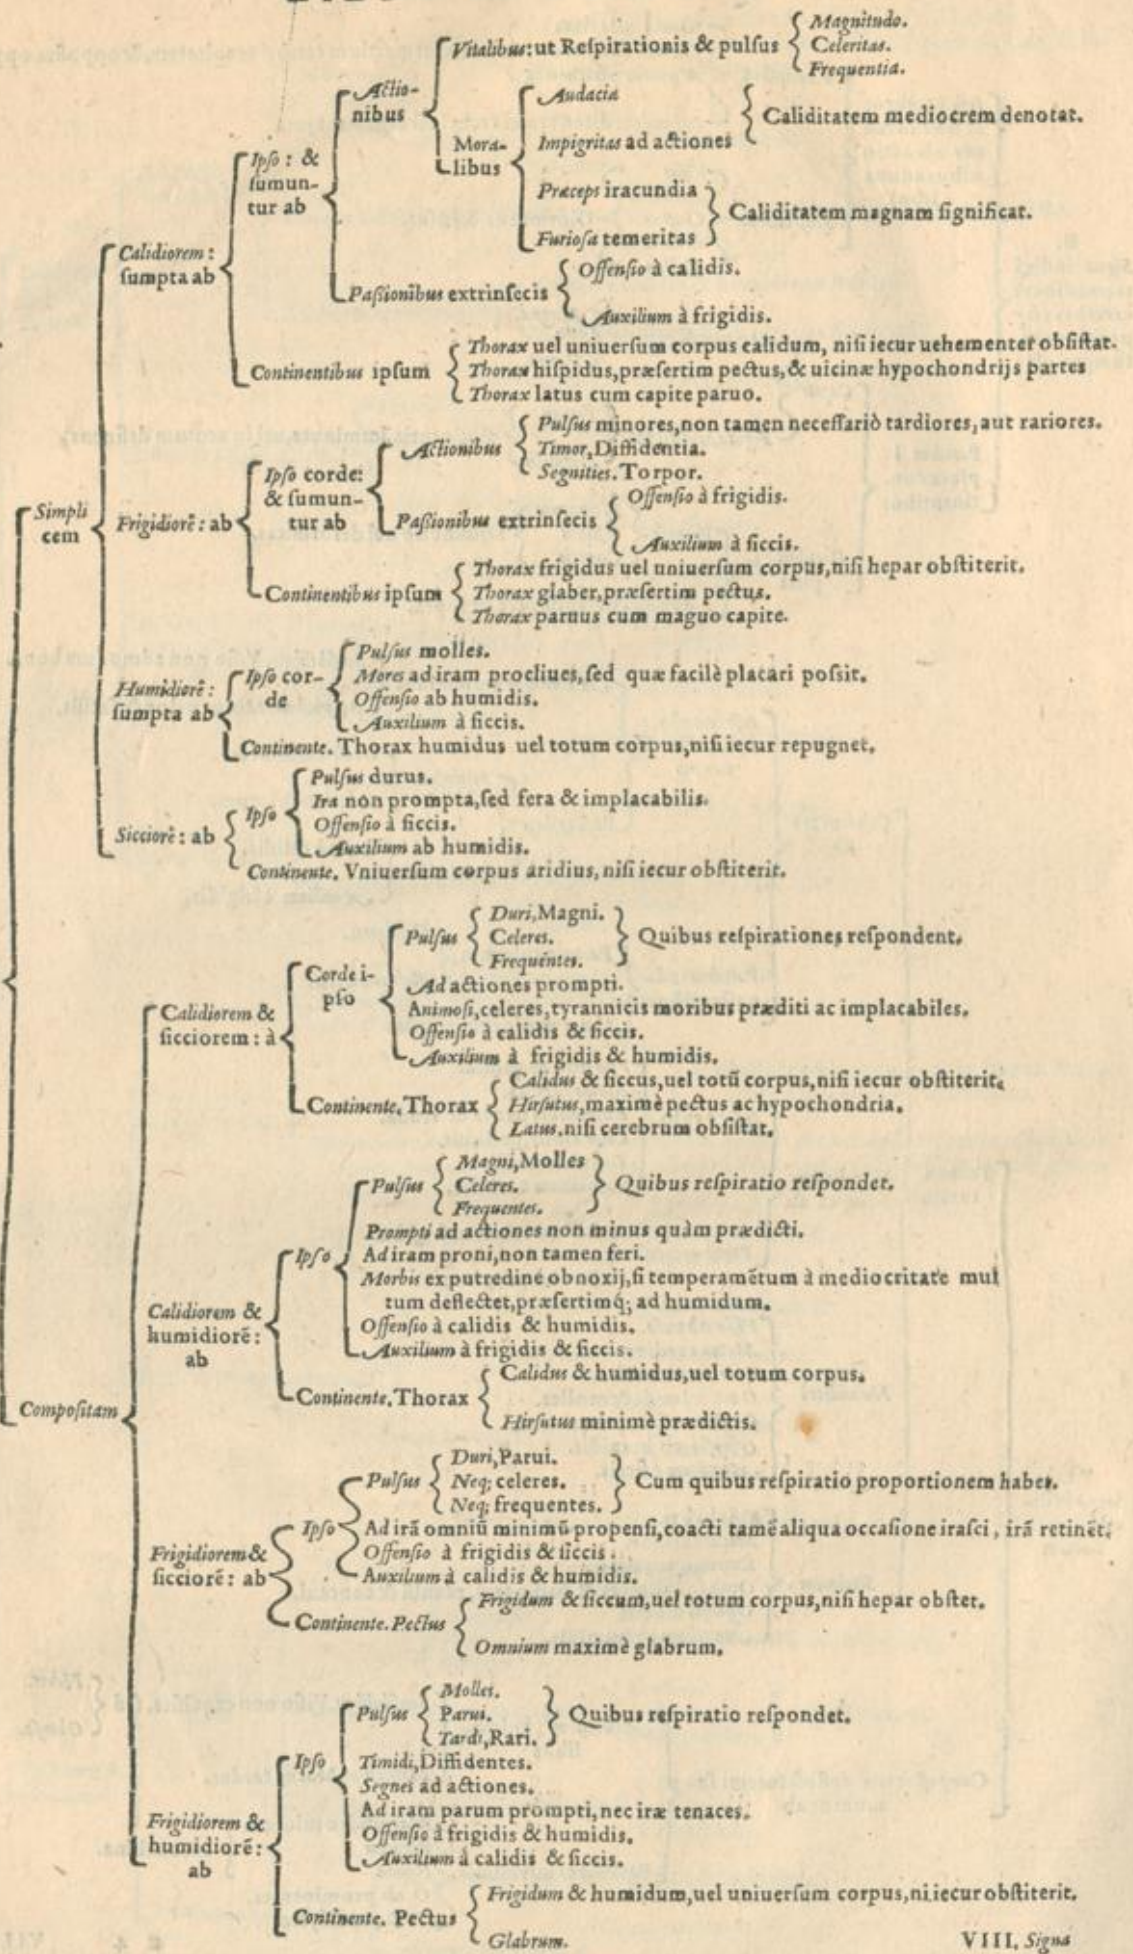 Vitalibus: ut Reſpirationis & pulſus
Magnitudo.
Celeritas.
Frequentia.
Actio-
nibus
Mora-
libus
Audacia
Impigritas ad actiones
Caliditatem mediocrem denotat.
Præceps iracundia
Furioſa temeritas
Caliditatem magnam ſignificat.
Ipſo: &
ſumun-
tur ab
Paſsionibus extrinſecis
Offenſio à calidis.
Auxilium à frigidis.
Calidiorem:
ſumpta ab
Continentibus ipſum
Thorax uel uniuerſum corpus calidum, niſi iecur uehementer obſiſtat.
Thorax hiſpidus, præſertim pectus, & uicinæ hypochondrijs partes
Thorax latus cum capite paruo.
Simpli
cem
Frigidiorē: ab
Ipſo corde:
& ſumun-
tur ab
Actionibus
Pulſus minores, non tamen neceſſariò tardiores, aut rariores.
Timor, Diffidentia.
Segnities. Torpor.
Paſsionibus extrinſecis
Offenſio à frigidis.
Auxilium à ſiccis.
Continentibus ipſum
Thorax frigidus uel uniuerſum corpus, niſi hepar obſtiterit.
Thorax glaber, præſertim pectus.
Thorax paruus cum maguo capite.
Humidiorē:
ſumpta ab
Ipſo cor-
de
Pulſus molles.
Mores ad iram procliues, ſed quæ facilè placari poſsit.
Offenſio ab humidis.
Auxilium à ſiccis.
Continente. Thorax humidus uel totum corpus, niſi iecur repugnet.
Sicciorē: ab
Ipſo
Pulſus durus.
Ira non prompta, ſed fera & implacabilis.
Offenſio à ſiccis.
Auxilium ab humidis.
Continente. Vniuerſum corpus aridius, niſi iecur obſtiterit.
Compoſitam
Calidiorem &
ſicciorem: à
Corde i-
pſo
Pulſus
Duri, Magni.
Celeres.
Frequentes.
Quibus reſpirationes reſpondent.
Ad actiones prompti.
Animoſi, celeres, tyrannicis moribus præditi ac implacabiles.
Offenſio à calidis & ſiccis.
Auxilium à frigidis & humidis.
Continente. Thorax
Calidus & ſiccus, uel totū corpus, niſi iecur obſtiterit.
Hirſutus, maximè pectus ac hypochondria.
Latus, niſi cerebrum obſiſtat.
Calidiorem &
humidiorē:
ab
Ipſo
Pulſus
Magni, Molles
Celeres.
Frequentes.
Quibus reſpiratio reſpondet.
Prompti ad actiones non minus quàm prædicti.
Ad iram proni, non tamen feri.
Morbis ex putredine obnoxij, ſi temperamētum à mediocritate mul
tum deflectet, præſertimq; ad humidum.
Offenſio à calidis & humidis.
Auxilium à frigidis & ſiccis.
Continente. Thorax
Calidus & humidus, uel totum corpus.
Hirſutus minimè prædictis.
Frigidiorem &
ſicciorē: ab
Ipſo
Pulſus
Duri, Parui.
Neq; celeres.
Neq; frequentes.
Cum quibus reſpiratio proportionem habet.
Ad irā omniū minimū propenſi, coacti tamē aliqua occaſione iraſci, irā retinēt.
Offenſio à frigidis & ſiccis.
Auxilium à calidis & humidis.
Continente. Pectus
Frigidum & ſiccum, uel totum corpus, niſi hepar obſtet.
Omnium maximè glabrum.
Frigidiorem &
humidiorē:
ab
Ipſo
Pulſus
Molles.
Parui.
Tardi, Rari.
Quibus reſpiratio reſpondet.
Timidi, Diffidentes.
Segnes ad actiones.
Ad iram parum prompti, nec iræ tenaces.
Offenſio à frigidis & humidis.
Auxilium à calidis & ſiccis.
Continente. Pectus
Frigidum & humidum, uel uniuerſum corpus, ni iecur obſtiterit.
Glabrum.
VIII. Signa